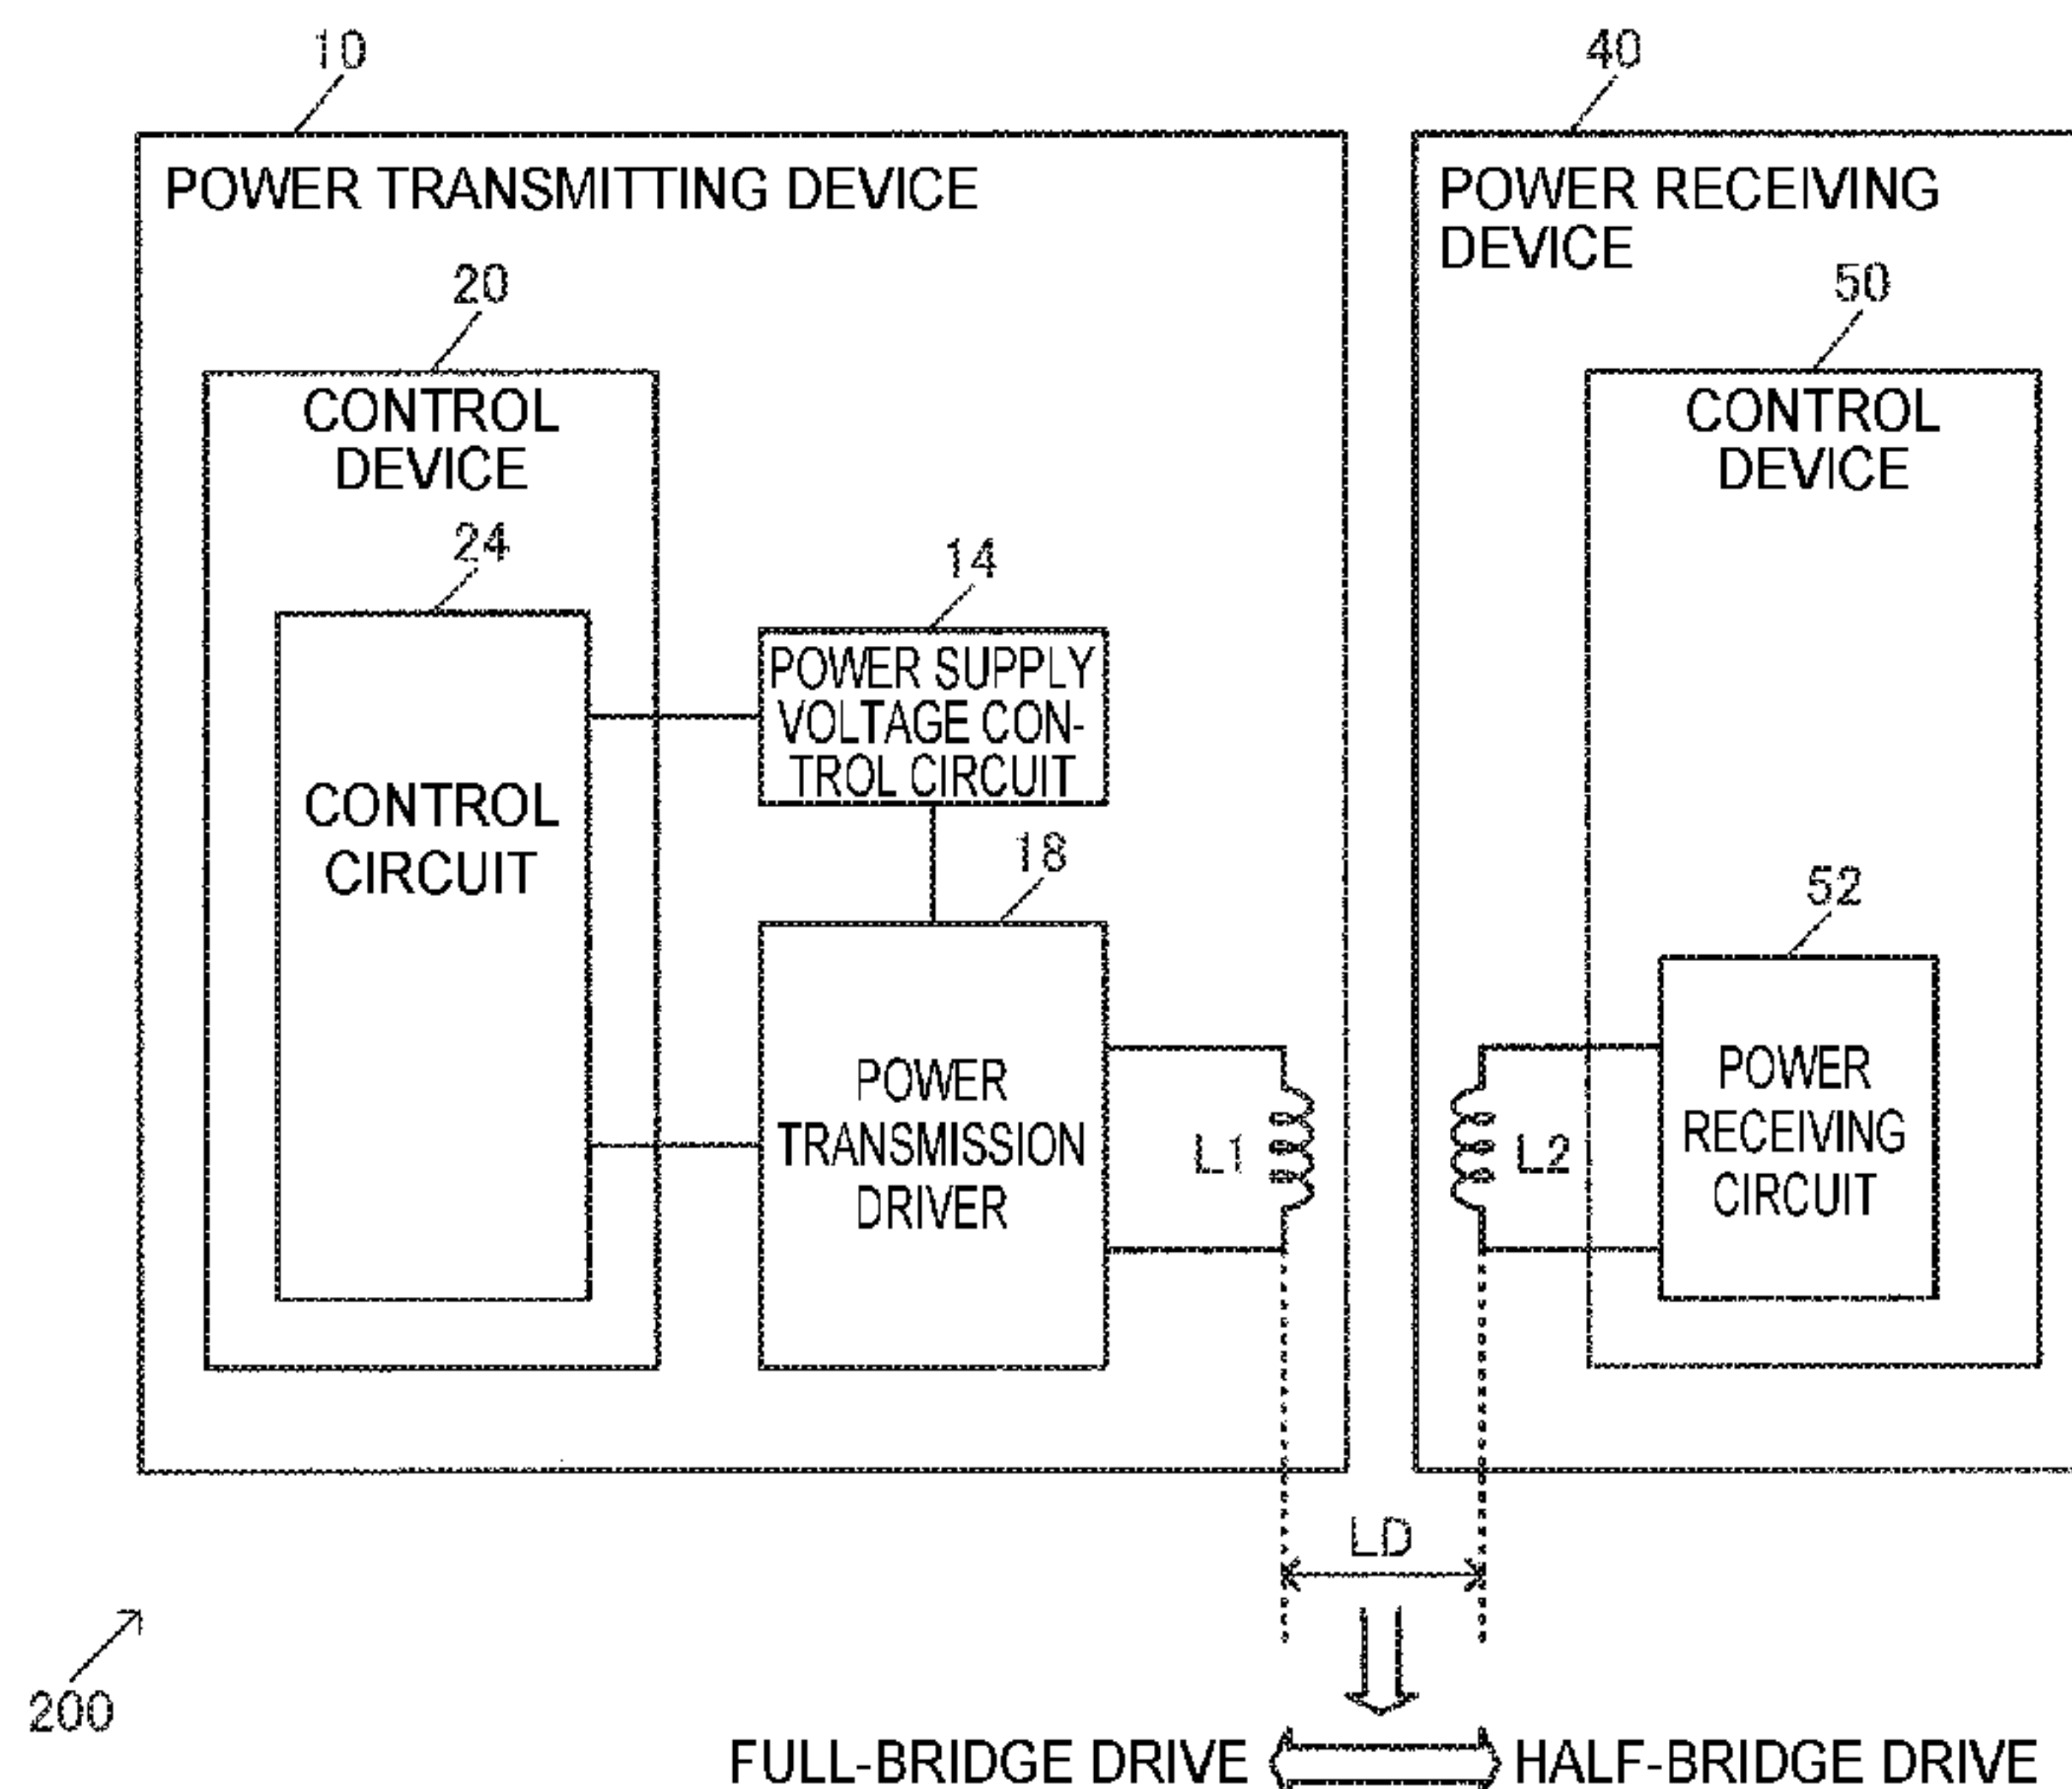 10
40
POWER TRANSMITTING DEVICE
POWER RECEIVING
DEVICE
20
50
CONTROL
DEVICE
CONTROL
DEVICE
24
14
POWER SUPPLY
VOLTAGE CON-
TROL CIRCUIT
CONTROL
CIRCUIT
18
52
POWER
TRANSMISSION
DRIVER
L1
L2
POWER
RECEIVING
CIRCUIT
LD
200
FULL-BRIDGE DRIVE
HALF-BRIDGE DRIVE